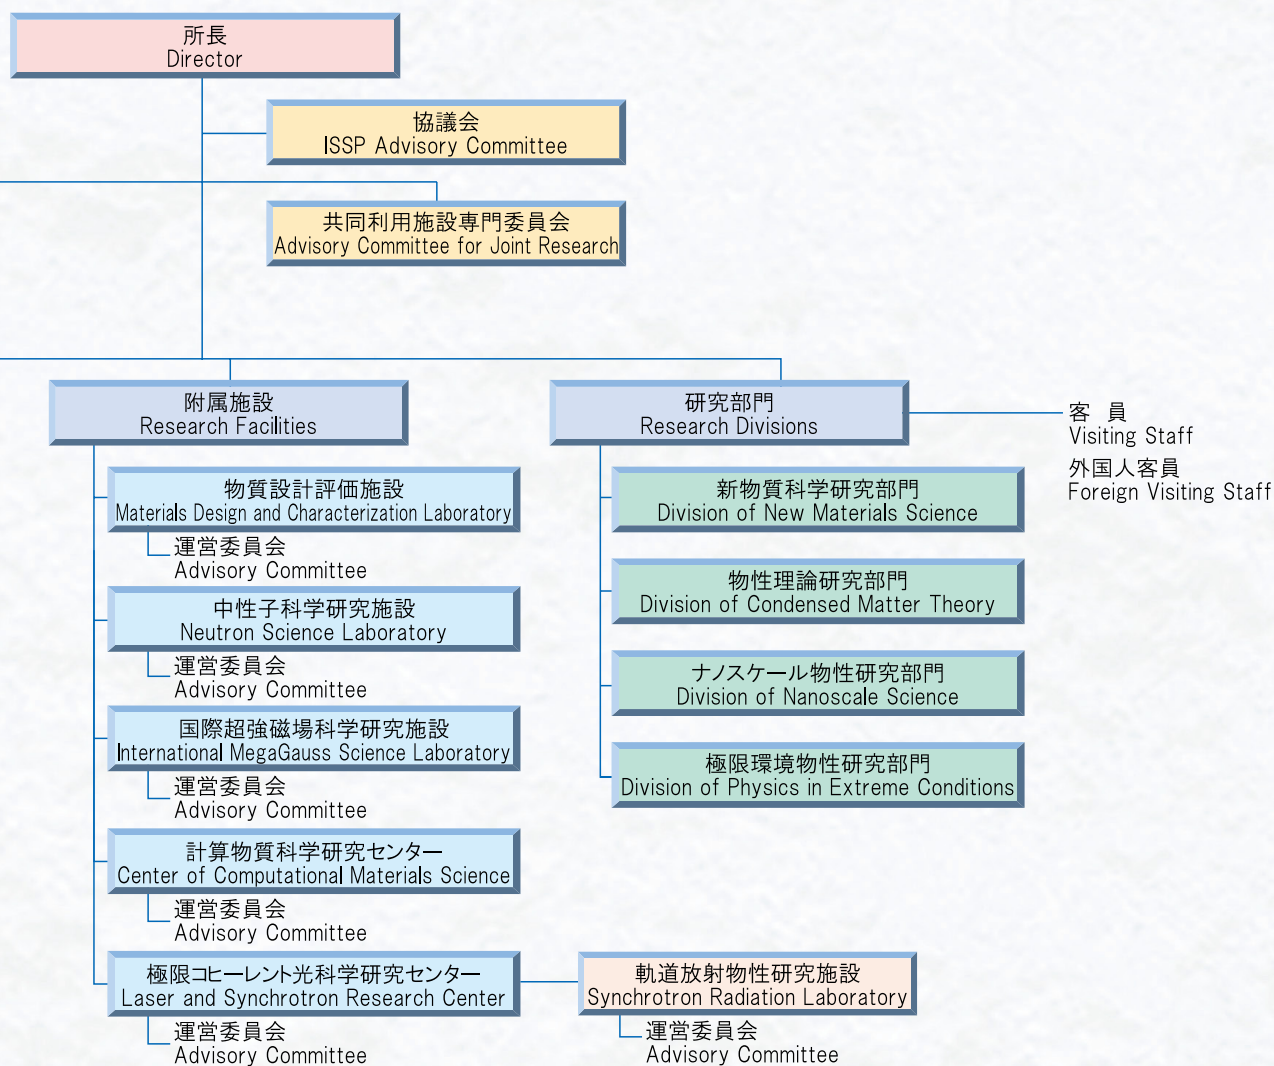 所長
Director
協議会
ISSP Advisory Committee
共同利用施設専門委員会
Advisory Committee for Joint Research
附属施設
Research Facilities
物質設計評価施設
Materials Design and Characterization Laboratory
運営委員会
Advisory Committee
中性子科学研究施設
Neutron Science Laboratory
運営委員会
Advisory Committee
国際超強磁場科学研究施設
International MegaGauss Science Laboratory
運営委員会
Advisory Committee
計算物質科学研究センター
Center of Computational Materials Science
運営委員会
Advisory Committee
極限コヒーレント光科学研究センター
Laser and Synchrotron Research Center
運営委員会
Advisory Committee
軌道放射物性研究施設
Synchrotron Radiation Laboratory
運営委員会
Advisory Committee
研究部門
Research Divisions
新物質科学研究部門
Division of New Materials Science
物性理論研究部門
Division of Condensed Matter Theory
ナノスケール物性研究部門
Division of Nanoscale Science
極限環境物性研究部門
Division of Physics in Extreme Conditions
客 員
Visiting Staff
外国人客員
Foreign Visiting Staff